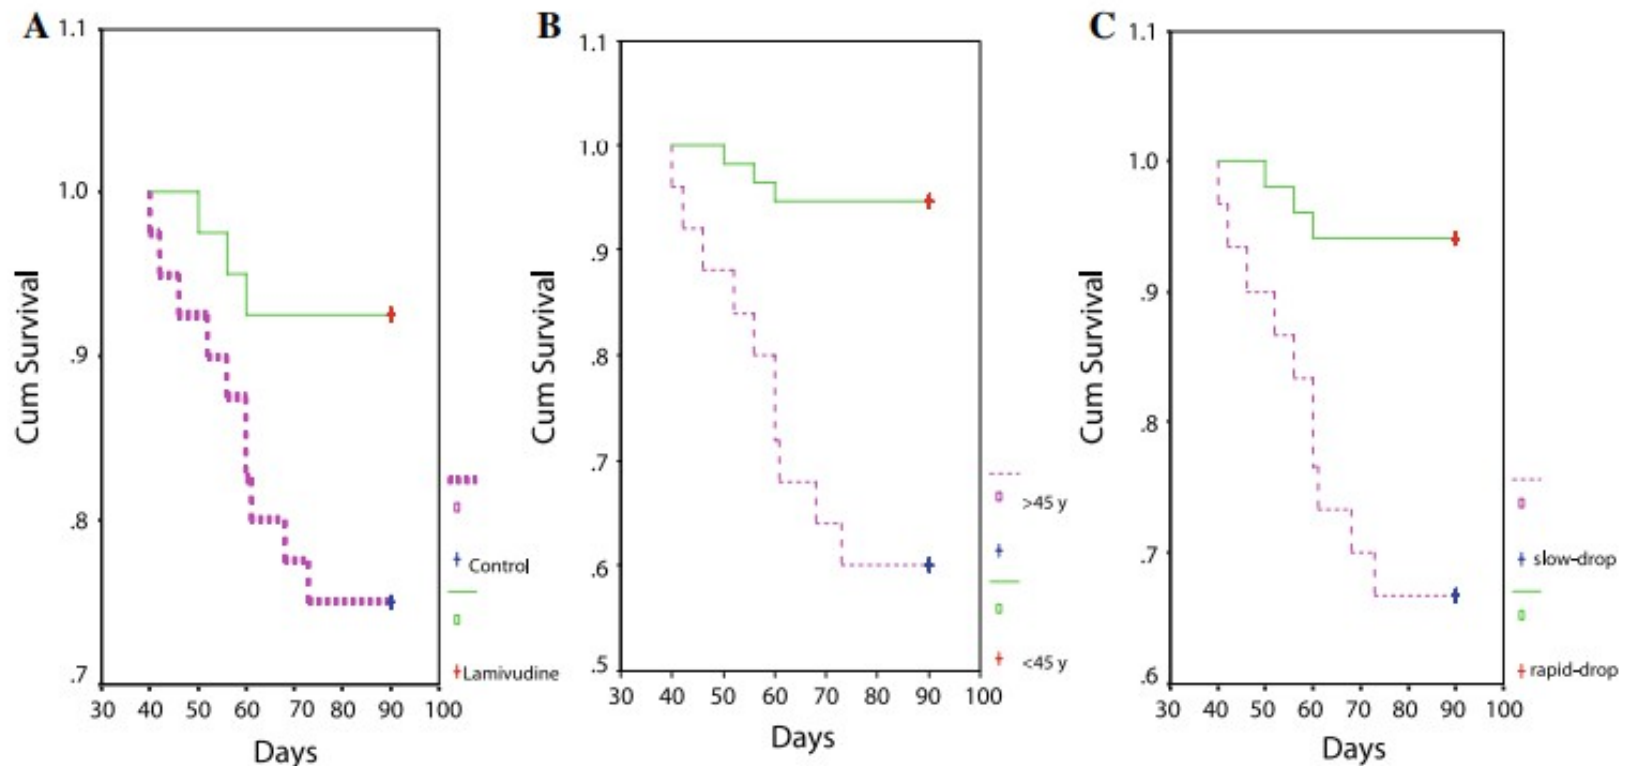 A
1.1
1.0
.9
.8
.7
Cum Survival
30 40 50 60 70 80 90 100
Days
Control
Lamivudine
B
1.1
1.0
.9
.8
.7
.6
.5
Cum Survival
30 40 50 60 70 80 90 100
Days
>45 y
<45 y
C
1.1
1.0
.9
.8
.7
.6
Cum Survival
30 40 50 60 70 80 90 100
Days
slow-drop
rapid-drop